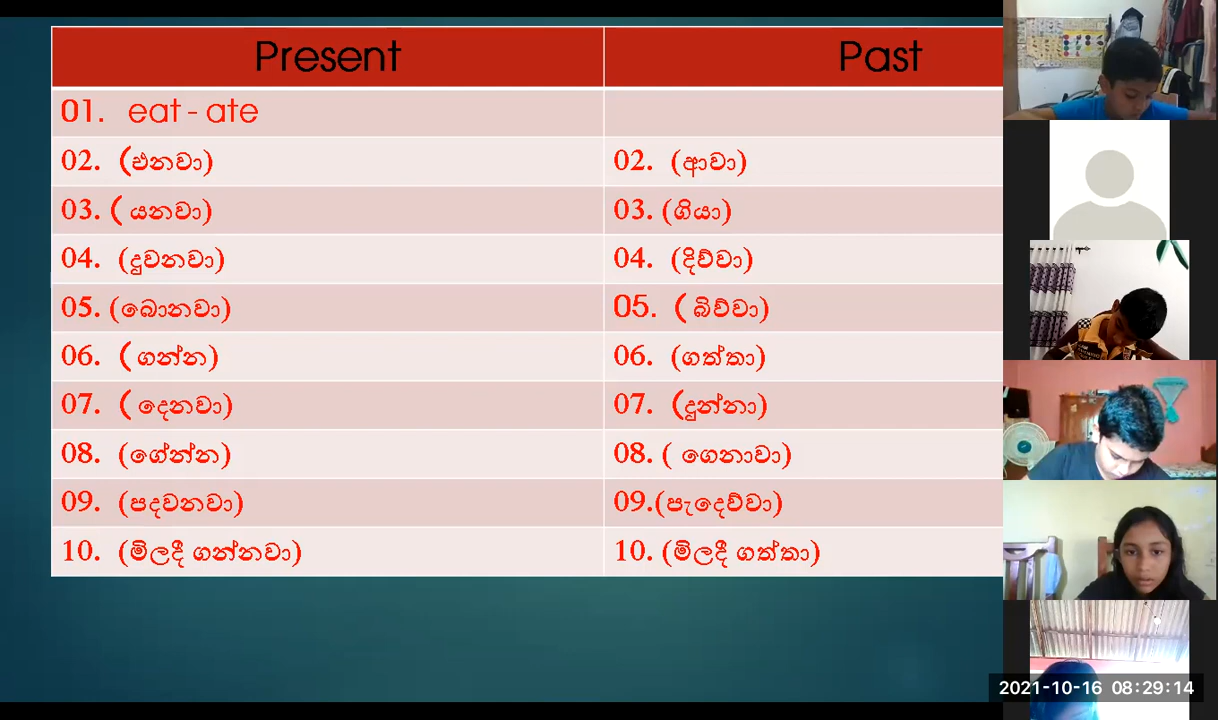 Present Past
01. eat - ate
02. (එනවා) 02. (ආවා)
03. ( යනවා) 03. (ගියා)
04. (දුවනවා) 04. (දිව්වා)
05. (බොනවා) 05. ( බිව්වා)
06. ( ගන්න) 06. (ගත්තා)
07. ( දෙනවා) 07. (දුන්නා)
08. (ගේන්න) 08. ( ගෙනාවා)
09. (පදවනවා) 09.(පැදෙව්වා)
10. (මිලදී ගන්නවා) 10. (මිලදී ගත්තා)
2021-10-16 08:29:14